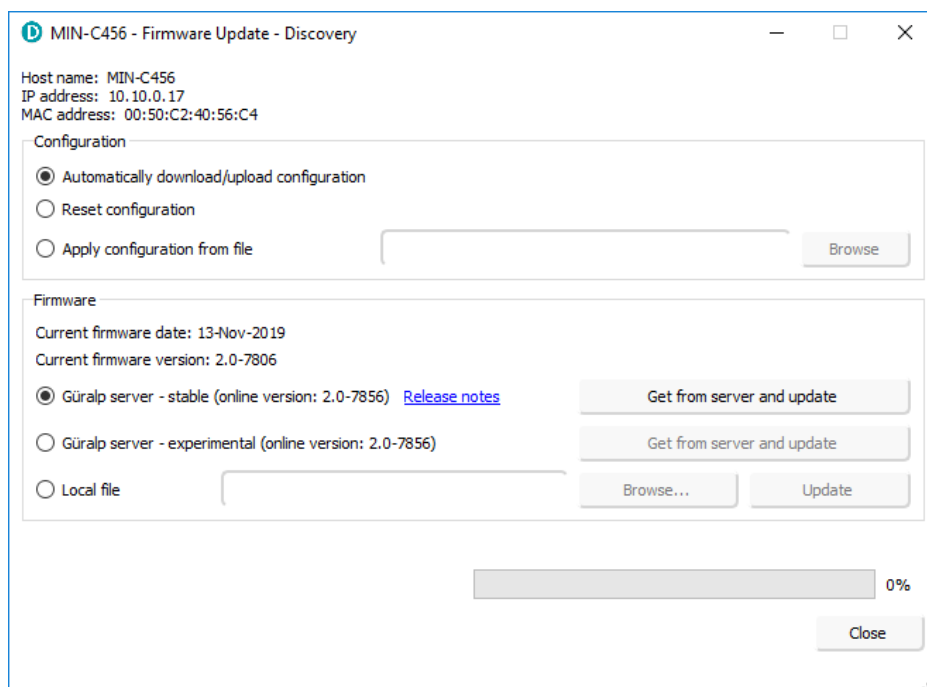 MIN-C456 - Firmware Update - Discovery
Host name: MIN-C456
IP address: 10.10.0.17
MAC address: 00:50:C2:40:56:C4
Configuration
Automatically download/upload configuration
Reset configuration
Apply configuration from file Browse
Firmware
Current firmware date: 13-Nov-2019
Current firmware version: 2.0-7806
Güralp server - stable (online version: 2.0-7856) Release notes Get from server and update
Güralp server - experimental (online version: 2.0-7856) Get from server and update
Local file Browse... Update
0%
Close